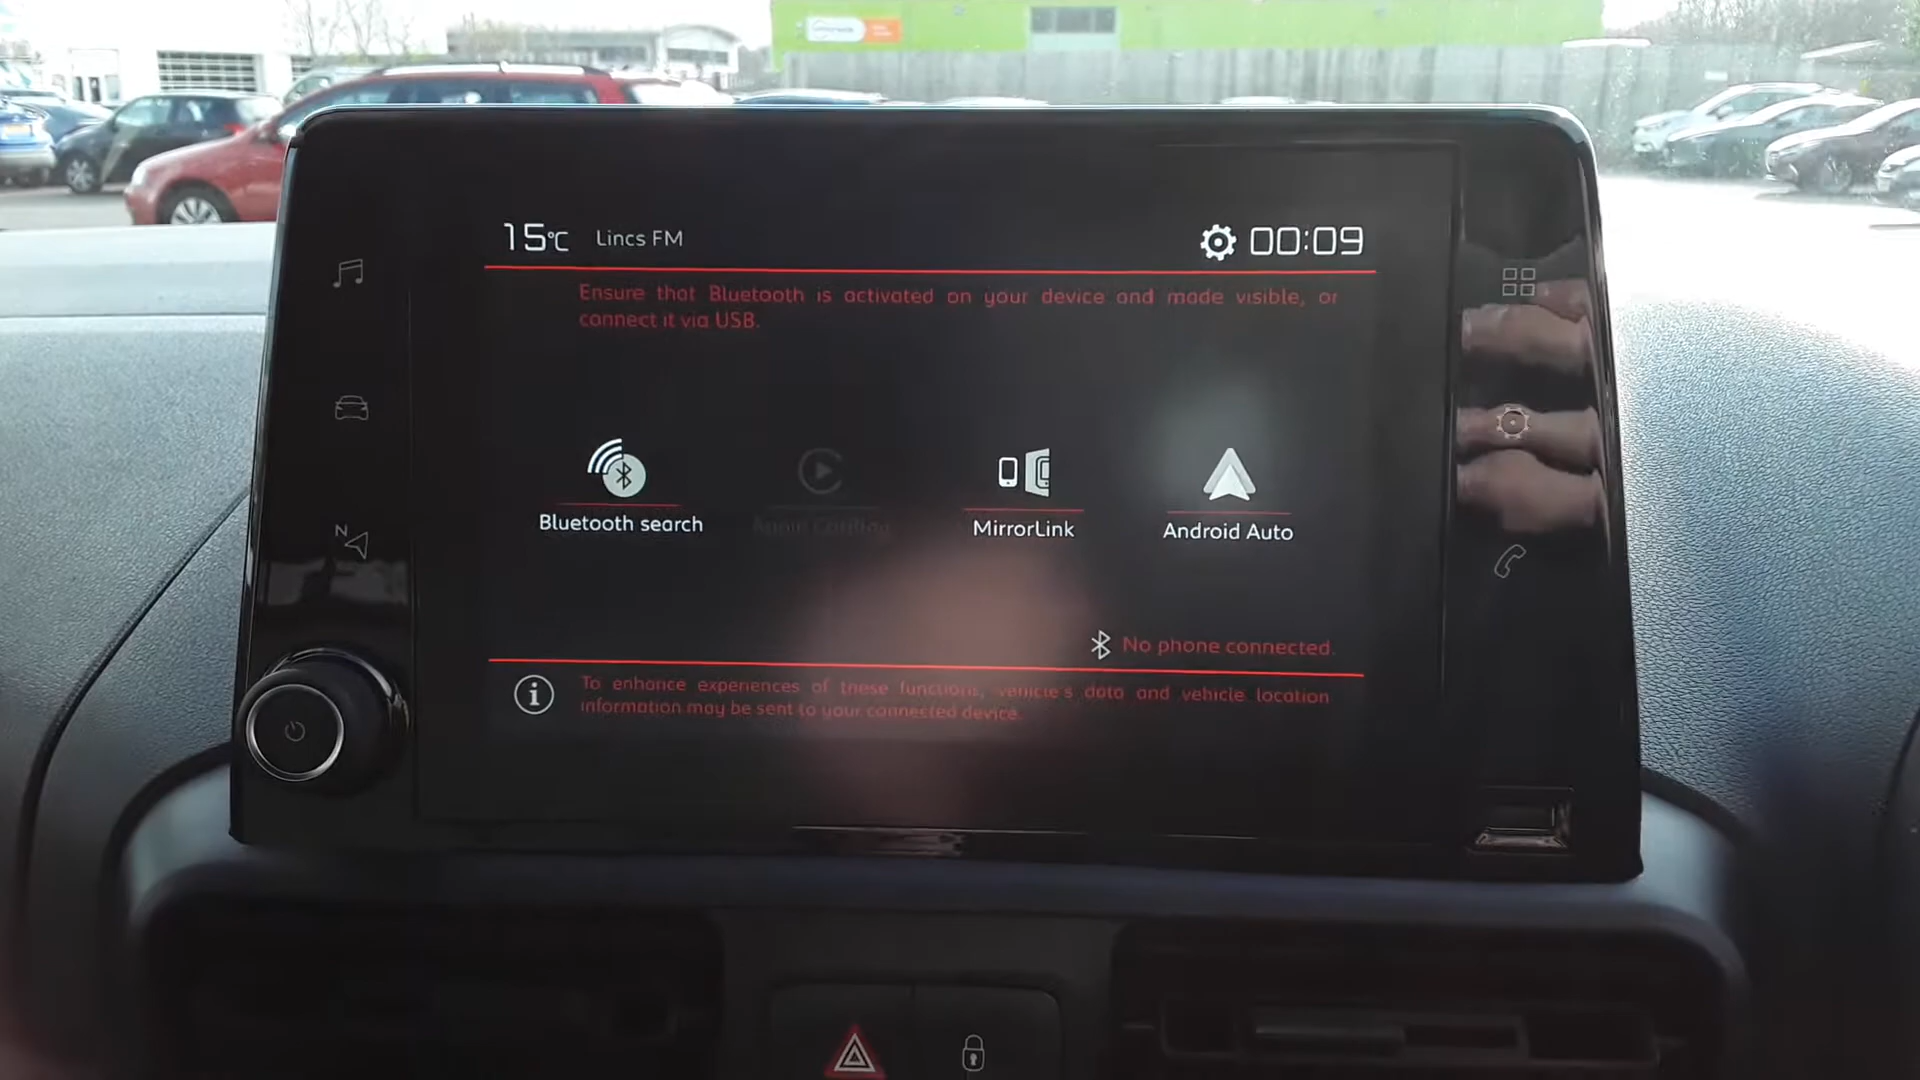 15°C Lincs FM 00:09
Ensure that Bluetooth is activated on your device and made visible, or
connect it via USB.
N
Bluetooth search
MirrorLink
Android Auto
No phone connected.
i To enhance experiences of these functions, vehicle's data and vehicle location
information may be sent to your connected device.